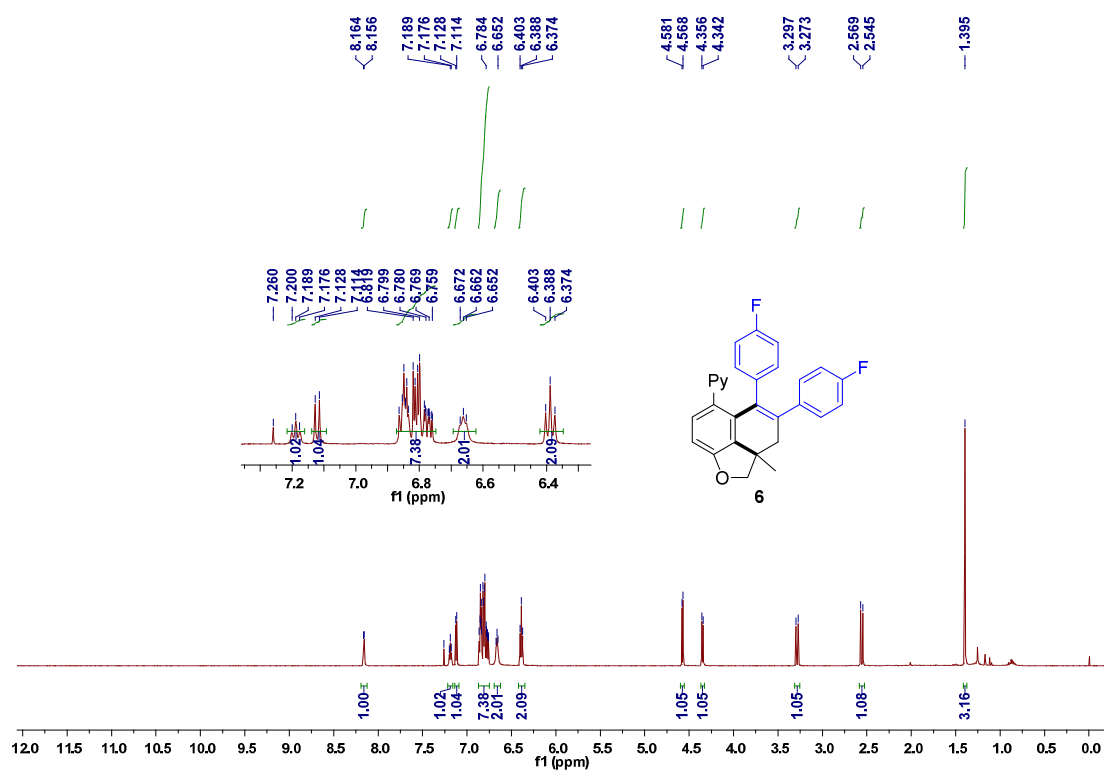 8.164 8.156 7.189 7.176 7.128 7.114 6.784 6.652 6.403 6.388 6.374 4.581 4.568 4.356 4.342 3.297 3.273 2.569 2.545 1.395
7.260 7.200 7.189 7.176 7.128 7.114 6.819 6.799 6.780 6.769 6.759 6.672 6.662 6.652 6.403 6.388 6.374
F
F
Py
O
6
1.02 1.04 7.38 2.01 2.09
7.2 7.0 6.8 6.6 6.4
f1 (ppm)
1.00 1.02 1.04 7.38 2.01 2.09 1.05 1.05 1.05 1.08 3.16
12.0 11.5 11.0 10.5 10.0 9.5 9.0 8.5 8.0 7.5 7.0 6.5 6.0 5.5 5.0 4.5 4.0 3.5 3.0 2.5 2.0 1.5 1.0 0.5 0.0
f1 (ppm)